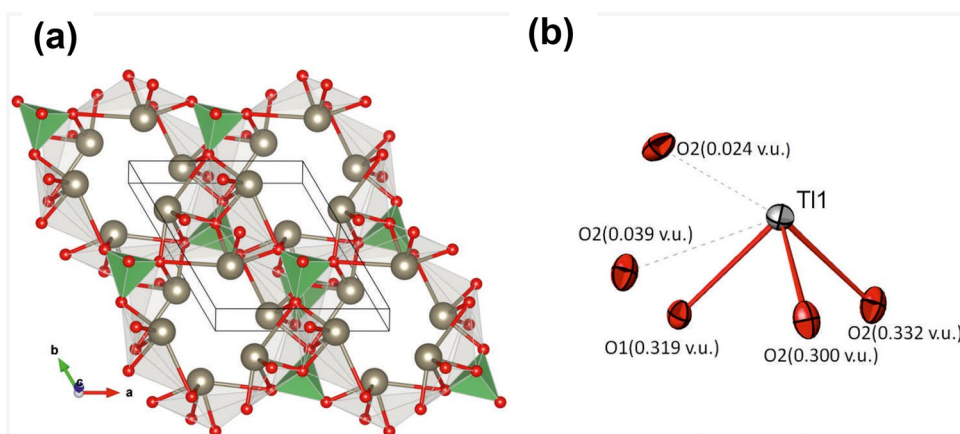 (a)
(b)
O2(0.024 v.u.)
Tl1
O2(0.039 v.u.)
O1(0.319 v.u.)
O2(0.300 v.u.)
O2(0.332 v.u.)
b
c
a